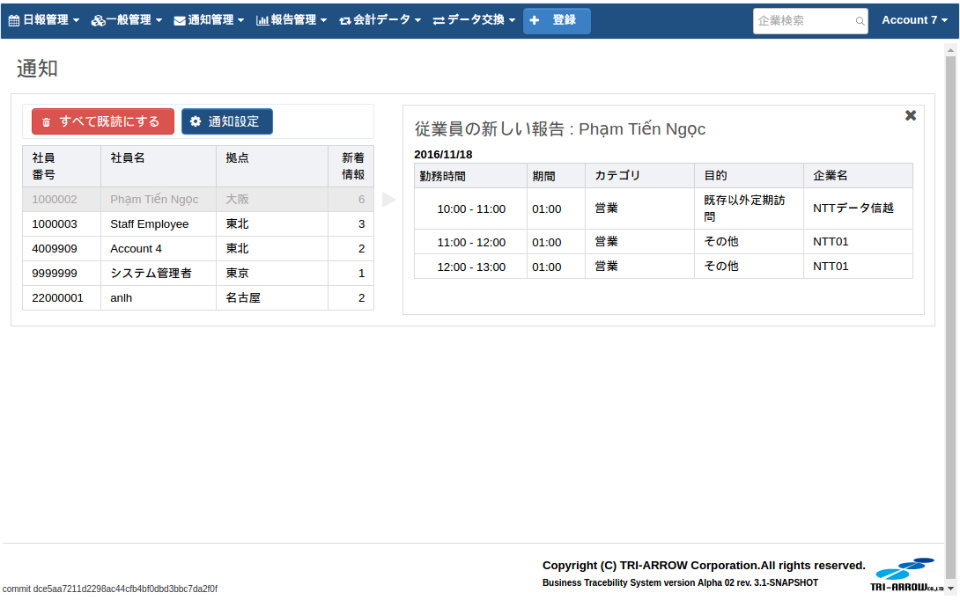 日報管理 一般管理 通知管理 報告管理 会計データ データ交換 登録 企業検索 Account 7
通知
すべて既読にする 通知設定
従業員の新しい報告 : Phạm Tiến Ngọc
2016/11/18
社員番号 社員名 拠点 新着情報
1000002 Phạm Tiến Ngọc 大阪 6
1000003 Staff Employee 東北 3
4009909 Account 4 東北 2
9999999 システム管理者 東京 1
22000001 anlh 名古屋 2
勤務時間 期間 カテゴリ 目的 企業名
10:00 - 11:00 01:00 営業 既存以外定期訪問 NTTデータ信越
11:00 - 12:00 01:00 営業 その他 NTT01
12:00 - 13:00 01:00 営業 その他 NTT01
Copyright (C) TRI-ARROW Corporation.All rights reserved.
Business Tracebility System version Alpha 02 rev. 3.1-SNAPSHOT
TRI-ARROW CO.,LTD
commit dce5aa7211d2298ac44cfb4bf0dbd3bbc7da2f0f